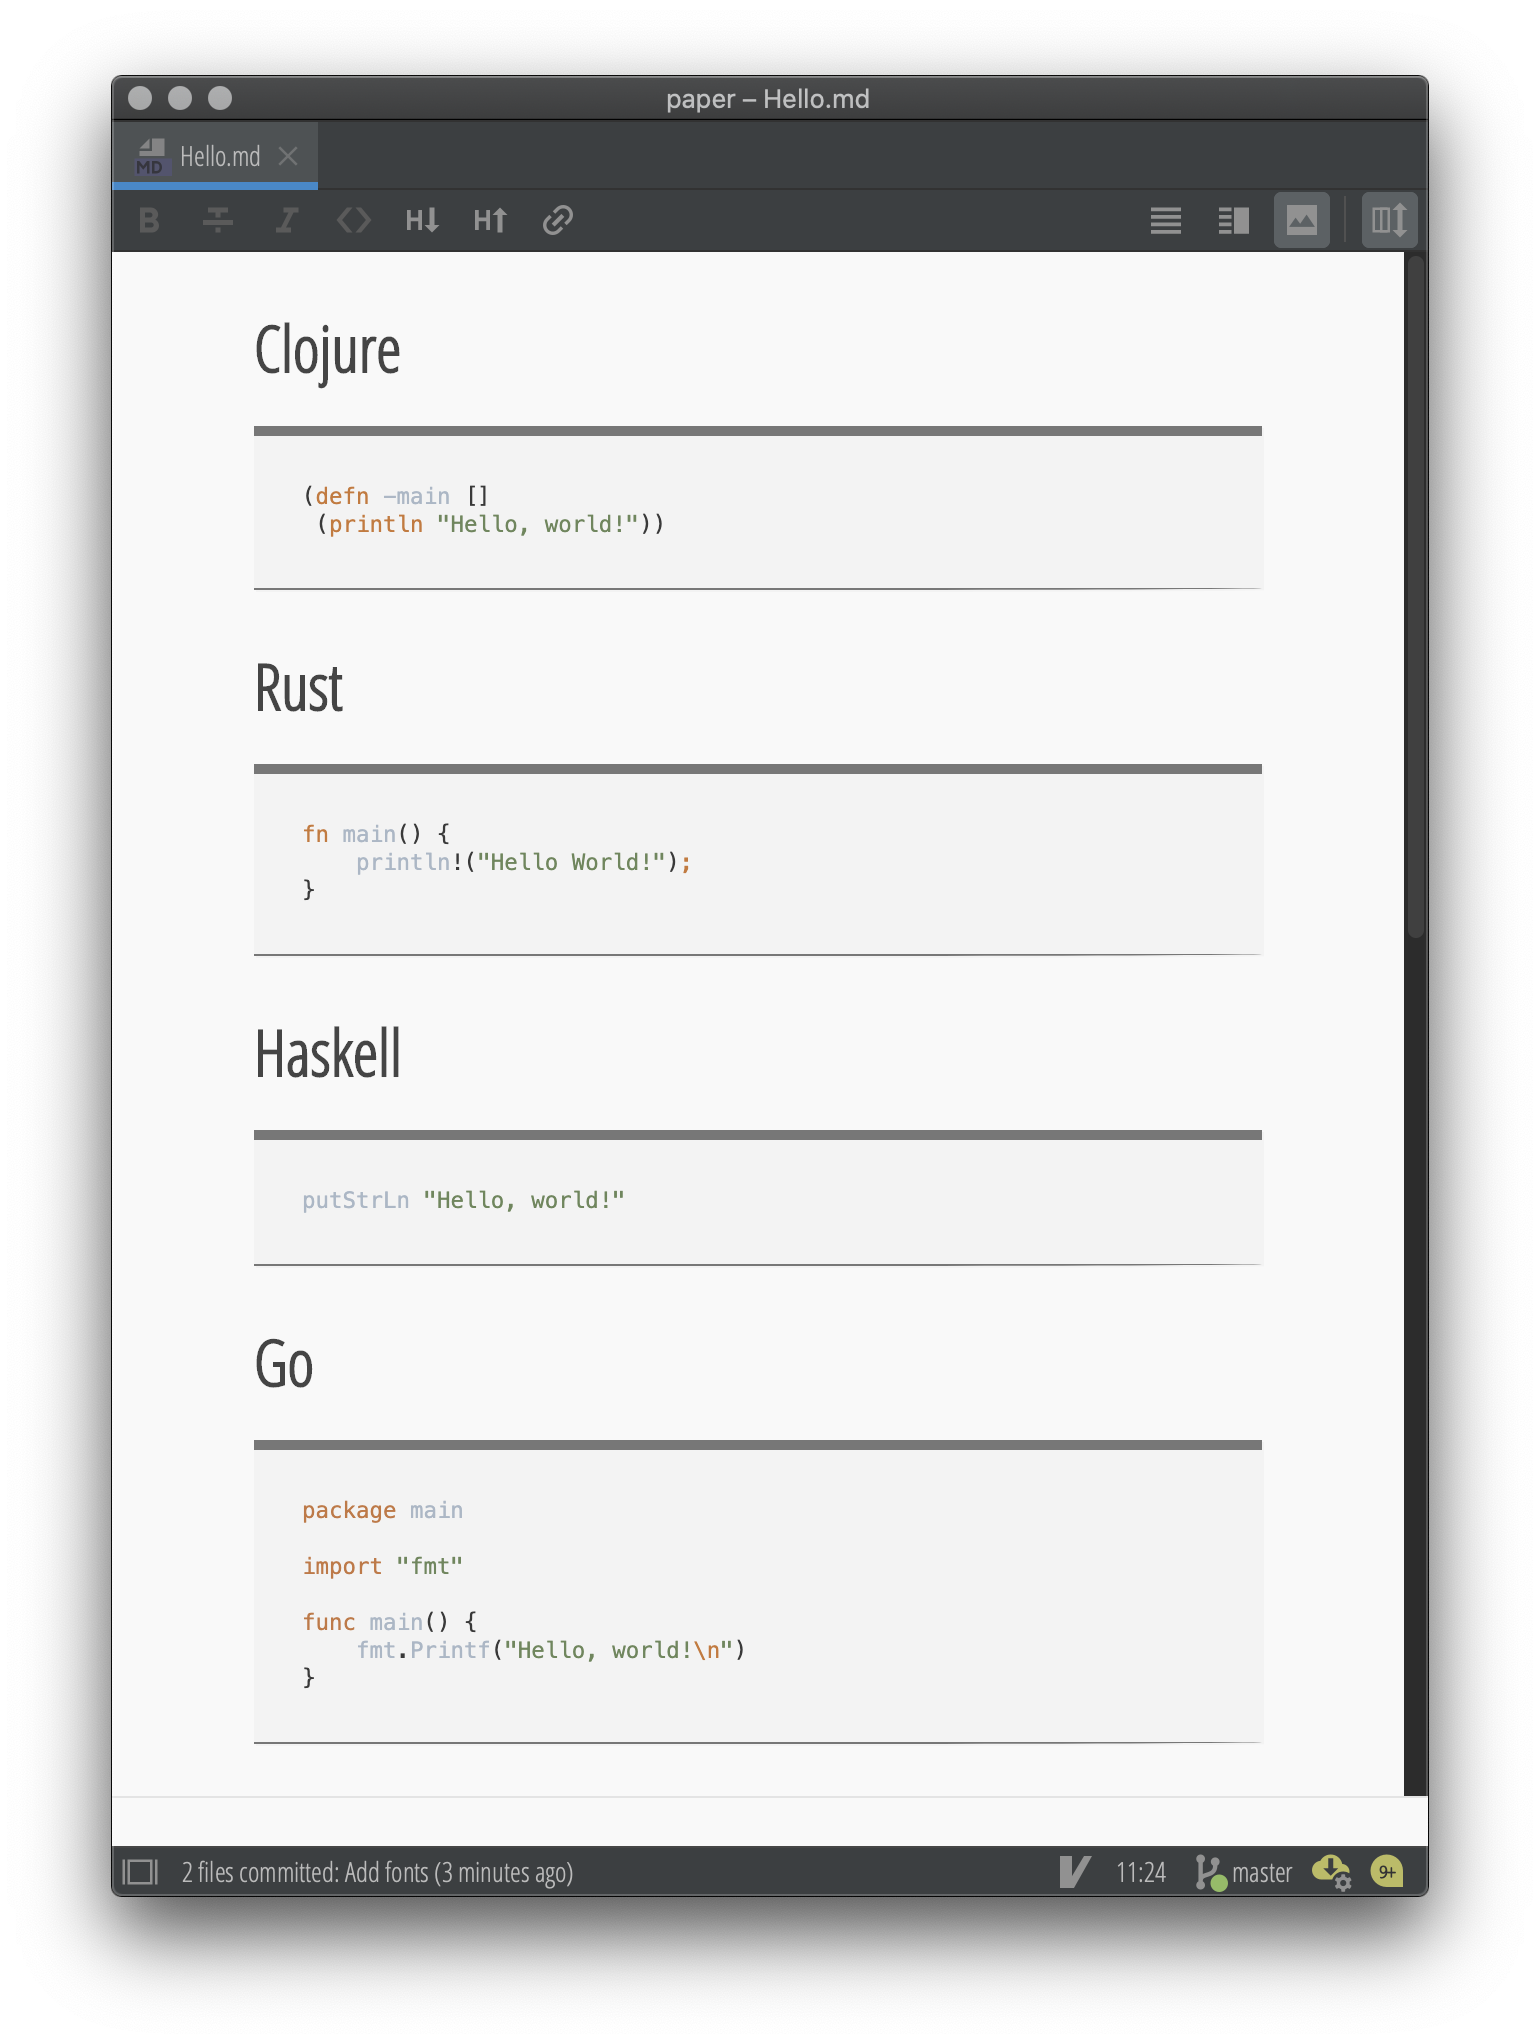 paper – Hello.md
MD Hello.md
B I <> H↓ H↑
Clojure
(defn -main []
 (println "Hello, world!"))
Rust
fn main() {
    println!("Hello World!");
}
Haskell
putStrLn "Hello, world!"
Go
package main
import "fmt"
func main() {
    fmt.Printf("Hello, world!\n")
}
2 files committed: Add fonts (3 minutes ago) 11:24 master 9+